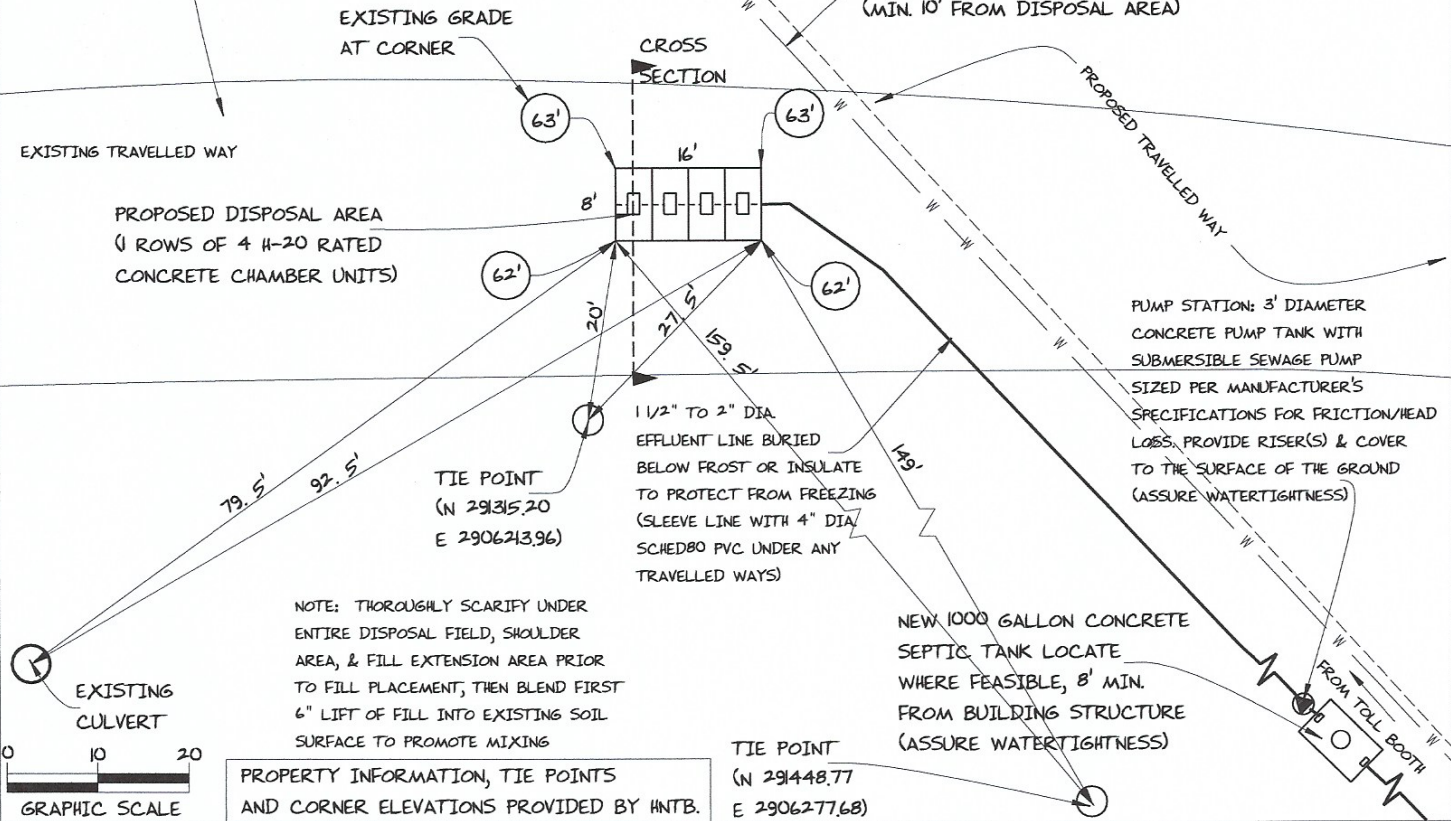 EXISTING GRADE
AT CORNER
CROSS
SECTION
(MIN. 10' FROM DISPOSAL AREA)
63'
63'
PROPOSED TRAVELLED WAY
EXISTING TRAVELLED WAY
16'
8'
PROPOSED DISPOSAL AREA
(1 ROWS OF 4 H-20 RATED
CONCRETE CHAMBER UNITS)
62'
62'
20'
27.5'
159.5'
149'
79.5'
92.5'
PUMP STATION: 3' DIAMETER
CONCRETE PUMP TANK WITH
SUBMERSIBLE SEWAGE PUMP
SIZED PER MANUFACTURER'S
SPECIFICATIONS FOR FRICTION/HEAD
LOSS. PROVIDE RISER(S) & COVER
TO THE SURFACE OF THE GROUND
(ASSURE WATERTIGHTNESS)
1 1/2" TO 2" DIA.
EFFLUENT LINE BURIED
BELOW FROST OR INSULATE
TO PROTECT FROM FREEZING
(SLEEVE LINE WITH 4" DIA.
SCHED80 PVC UNDER ANY
TRAVELLED WAYS)
TIE POINT
(N 291315.20
E 2906213.96)
NOTE: THOROUGHLY SCARIFY UNDER
ENTIRE DISPOSAL FIELD, SHOULDER
AREA, & FILL EXTENSION AREA PRIOR
TO FILL PLACEMENT, THEN BLEND FIRST
6" LIFT OF FILL INTO EXISTING SOIL
SURFACE TO PROMOTE MIXING
NEW 1000 GALLON CONCRETE
SEPTIC TANK LOCATE
WHERE FEASIBLE, 8' MIN.
FROM BUILDING STRUCTURE
(ASSURE WATERTIGHTNESS)
FROM TOLL BOOTH
EXISTING
CULVERT
0 10 20
GRAPHIC SCALE
PROPERTY INFORMATION, TIE POINTS
AND CORNER ELEVATIONS PROVIDED BY HNTB.
TIE POINT
(N 291448.77
E 2906277.68)
W
W
W
W
W
W
W
W
W
W
W